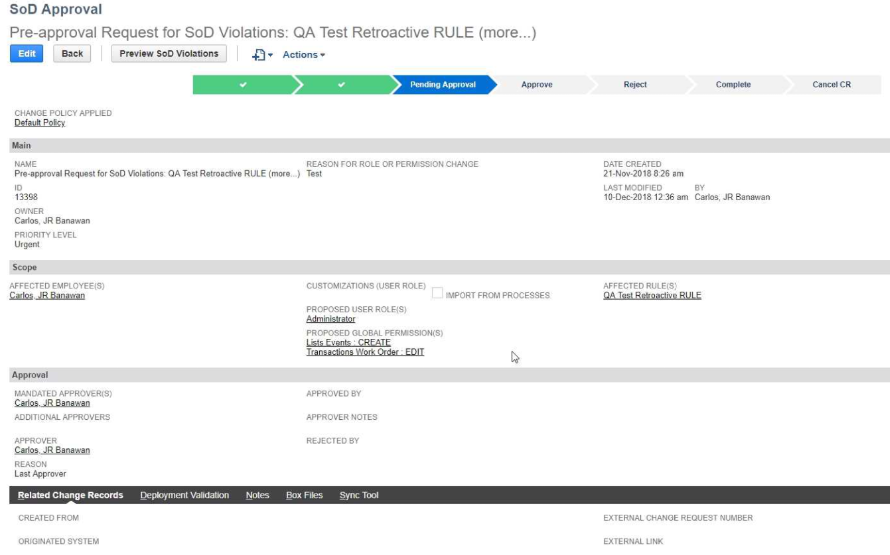 SoD Approval
Pre-approval Request for SoD Violations: QA Test Retroactive RULE (more...)
Edit Back Preview SoD Violations Actions
Pending Approval Approve Reject Complete Cancel CR
CHANGE POLICY APPLIED
Default Policy
Main
NAME
Pre-approval Request for SoD Violations: QA Test Retroactive RULE (more...)
ID
13398
OWNER
Carlos, JR Banawan
PRIORITY LEVEL
Urgent
REASON FOR ROLE OR PERMISSION CHANGE
Test
DATE CREATED
21-Nov-2018 8:26 am
LAST MODIFIED BY
10-Dec-2018 12:36 am Carlos, JR Banawan
Scope
AFFECTED EMPLOYEE(S)
Carlos, JR Banawan
CUSTOMIZATIONS (USER ROLE)
IMPORT FROM PROCESSES
PROPOSED USER ROLE(S)
Administrator
PROPOSED GLOBAL PERMISSION(S)
Lists Events : CREATE
Transactions Work Order : EDIT
AFFECTED RULE(S)
QA Test Retroactive RULE
Approval
MANDATED APPROVER(S)
Carlos, JR Banawan
ADDITIONAL APPROVERS
APPROVER
Carlos, JR Banawan
REASON
Last Approver
APPROVED BY
APPROVER NOTES
REJECTED BY
Related Change Records Deployment Validation Notes Box Files Sync Tool
CREATED FROM
ORIGINATED SYSTEM
EXTERNAL CHANGE REQUEST NUMBER
EXTERNAL LINK